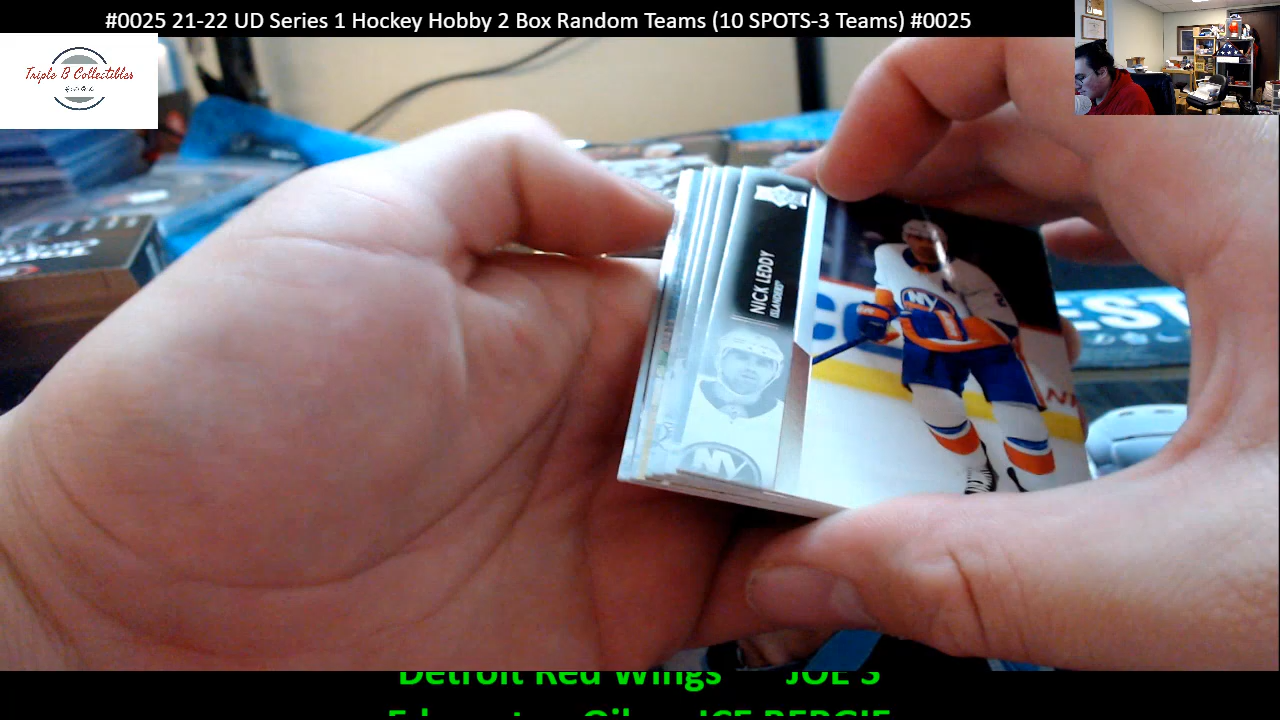 #0025 21-22 UD Series 1 Hockey Hobby 2 Box Random Teams (10 SPOTS-3 Teams) #0025
Triple B Collectibles
NICK LEDDY
ISLANDERS
NY
NY
EST
Detroit Red Wings JOE S